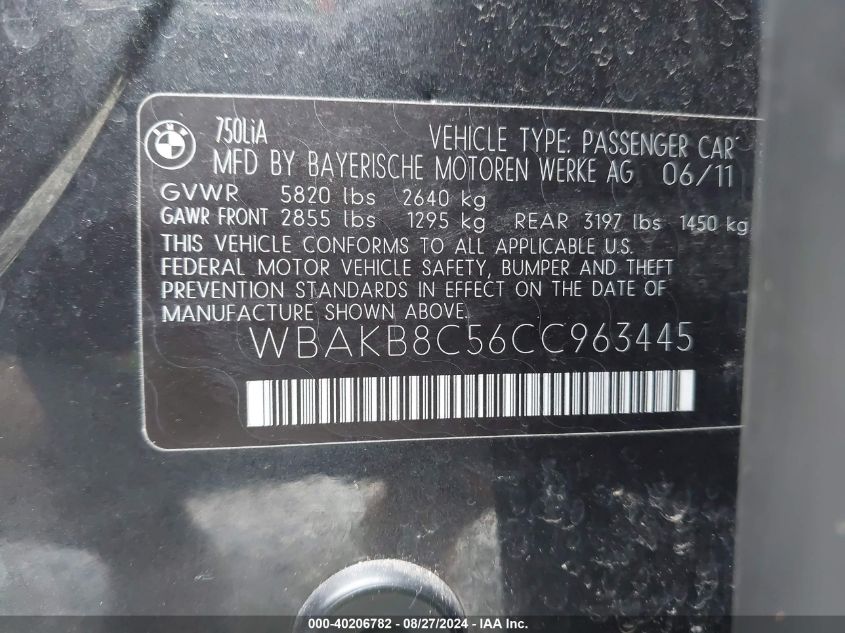 BMW
750LiA
VEHICLE TYPE: PASSENGER CAR
MFD BY BAYERISCHE MOTOREN WERKE AG 06/11
GVWR 5820 lbs 2640 kg
GAWR FRONT 2855 lbs 1295 kg REAR 3197 lbs 1450 kg
THIS VEHICLE CONFORMS TO ALL APPLICABLE U.S.
FEDERAL MOTOR VEHICLE SAFETY, BUMPER AND THEFT
PREVENTION STANDARDS IN EFFECT ON THE DATE OF
MANUFACTURE SHOWN ABOVE.
WBAKB8C56CC963445
000-40206782 - 08/27/2024 - IAA Inc.